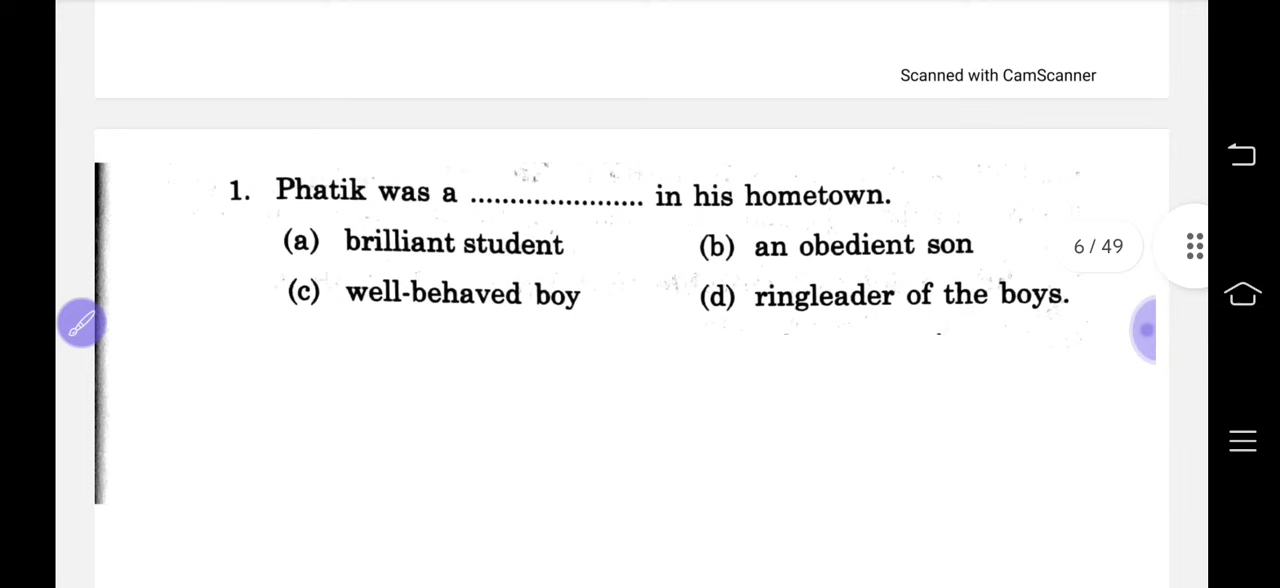 Scanned with CamScanner
1. Phatik was a ...................... in his hometown.
(a) brilliant student (b) an obedient son
6 / 49
(c) well-behaved boy (d) ringleader of the boys.